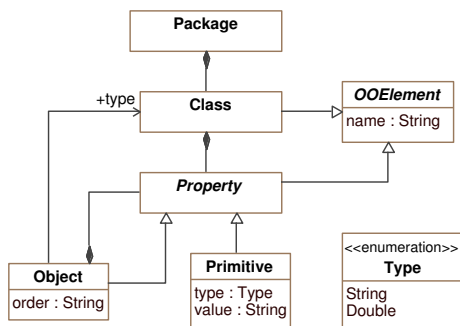 Package
+type
Class
OOElement
name : String
Property
Object
order : String
Primitive
type : Type
value : String
<<enumeration>>
Type
String
Double